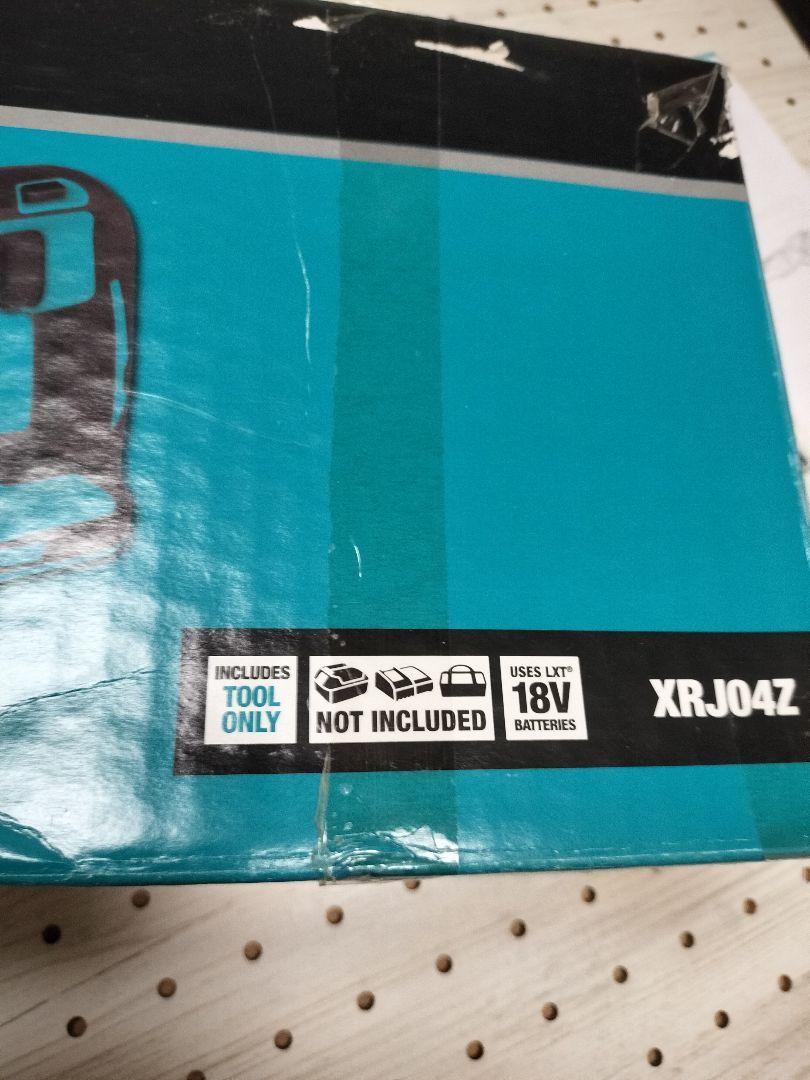 INCLUDES
TOOL
ONLY
NOT INCLUDED
USES LXT®
18V
BATTERIES
XRJ04Z